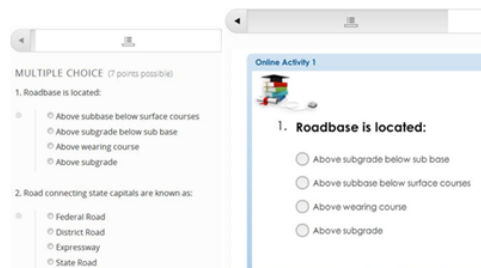 MULTIPLE CHOICE (7 points possible)
1. Roadbase is located:
Above subbase below surface courses
Above subgrade below sub base
Above wearing course
Above subgrade
2. Road connecting state capitals are known as:
Federal Road
District Road
Expressway
State Road
Online Activity 1
1. Roadbase is located:
Above subgrade below sub base
Above subbase below surface courses
Above wearing course
Above subgrade